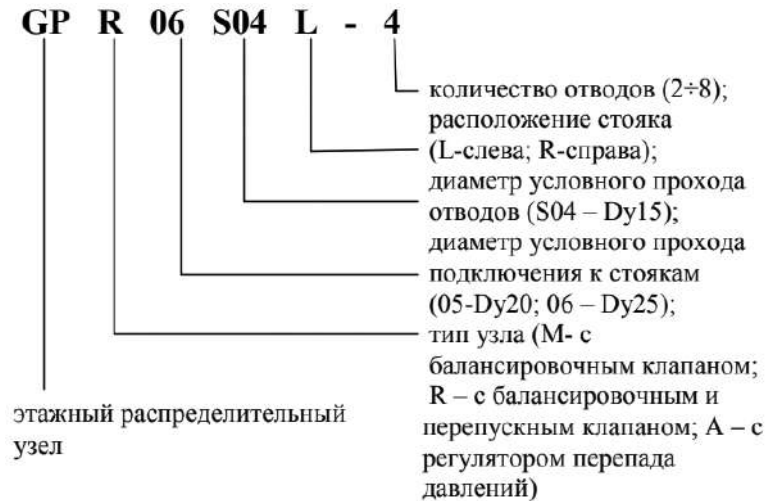 GP R 06 S04 L - 4
количество отводов (2÷8);
расположение стояка
(L-слева; R-справа);
диаметр условного прохода
отводов (S04 – Dy15);
диаметр условного прохода
подключения к стоякам
(05-Dy20; 06 – Dy25);
тип узла (М- с
балансировочным клапаном;
R – с балансировочным и
перепускным клапаном; А – с
регулятором перепада
давлений)
этажный распределительный
узел